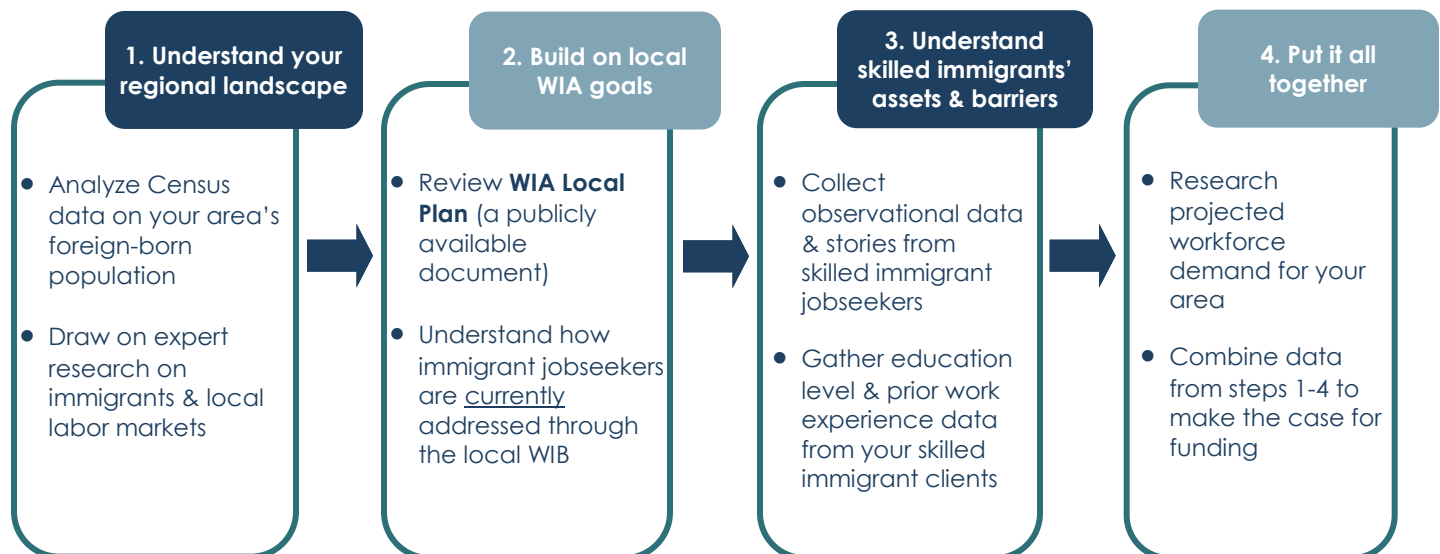 1. Understand your
regional landscape
● Analyze Census
data on your area’s
foreign-born
population
● Draw on expert
research on
immigrants & local
labor markets
2. Build on local
WIA goals
● Review WIA Local
Plan (a publicly
available
document)
● Understand how
immigrant jobseekers
are currently
addressed through
the local WIB
3. Understand
skilled immigrants’
assets & barriers
● Collect
observational data
& stories from
skilled immigrant
jobseekers
● Gather education
level & prior work
experience data
from your skilled
immigrant clients
4. Put it all
together
● Research
projected
workforce
demand for your
area
● Combine data
from steps 1-4 to
make the case for
funding